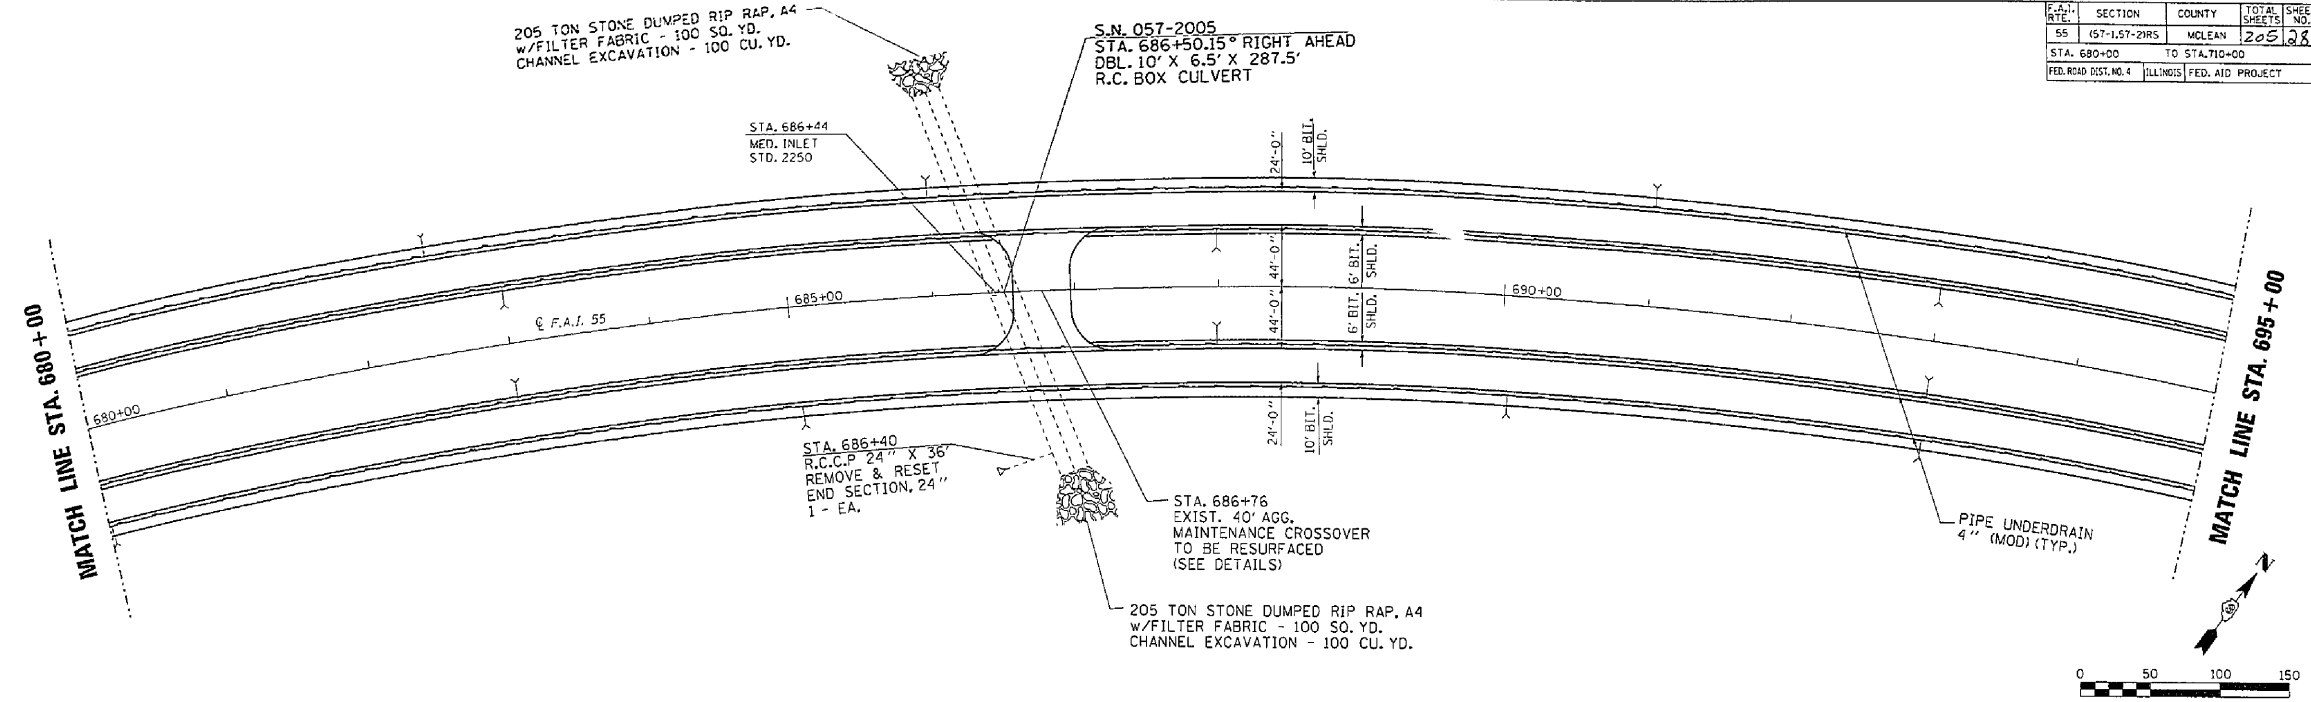 205 TON STONE DUMPED RIP RAP, A4
w/FILTER FABRIC - 100 SQ. YD.
CHANNEL EXCAVATION - 100 CU. YD.
S.N. 057-2005
STA. 686+50.15° RIGHT AHEAD
DBL. 10' X 6.5' X 287.5'
R.C. BOX CULVERT
F.A.I. RTE. SECTION COUNTY TOTAL SHEETS SHEE NO.
55 (57-1,57-2)RS MCLEAN 205 28
STA. 680+00 TO STA. 710+00
FED. ROAD DIST. NO. 4 ILLINOIS FED. AID PROJECT
STA. 686+44
MED. INLET
STD. 2250
24'-0"
10' BIT.
SHLD.
44'-0"
6' BIT.
SHLD.
44'-0"
6' BIT.
SHLD.
24'-0"
10' BIT.
SHLD.
680+00
℄ F.A.I. 55
685+00
690+00
MATCH LINE STA. 680+00
MATCH LINE STA. 695+00
STA. 686+40
R.C.C.P 24" X 36'
REMOVE & RESET
END SECTION, 24"
1 - EA.
STA. 686+76
EXIST. 40' AGG.
MAINTENANCE CROSSOVER
TO BE RESURFACED
(SEE DETAILS)
205 TON STONE DUMPED RIP RAP, A4
w/FILTER FABRIC - 100 SQ. YD.
CHANNEL EXCAVATION - 100 CU. YD.
PIPE UNDERDRAIN
4" (MOD) (TYP.)
N
0 50 100 150